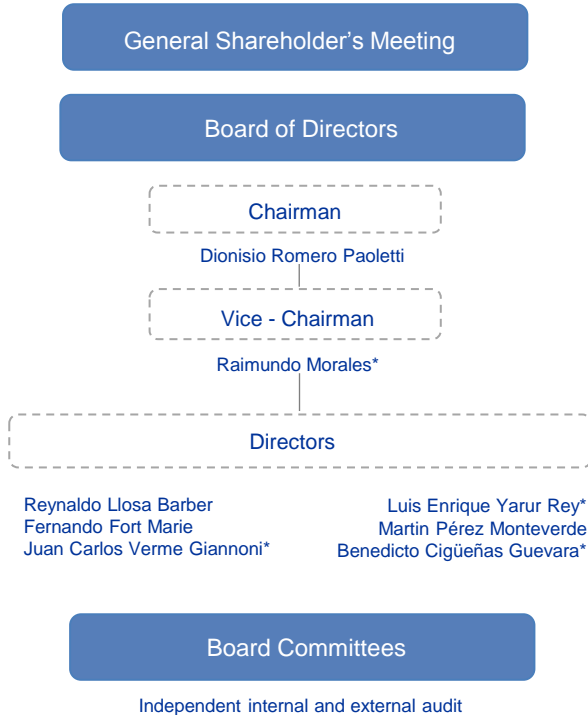 General Shareholder’s Meeting
Board of Directors
Chairman
Dionisio Romero Paoletti
Vice - Chairman
Raimundo Morales*
Directors
Reynaldo Llosa Barber
Fernando Fort Marie
Juan Carlos Verme Giannoni*
Luis Enrique Yarur Rey*
Martin Pérez Monteverde
Benedicto Cigüeñas Guevara*
Board Committees
Independent internal and external audit